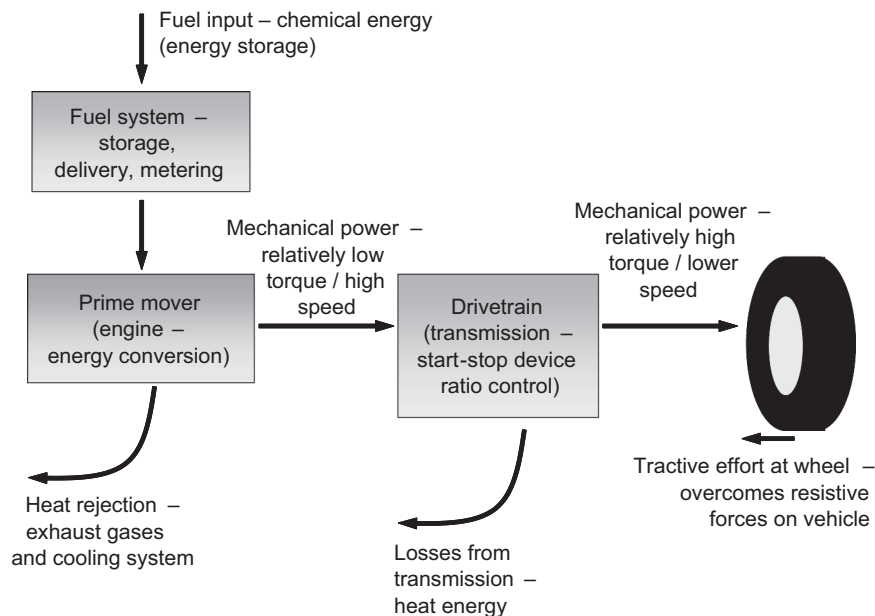 Fuel input – chemical energy
(energy storage)
Fuel system –
storage,
delivery, metering
Mechanical power –
relatively low
torque / high
speed
Mechanical power –
relatively high
torque / lower
speed
Prime mover
(engine –
energy conversion)
Drivetrain
(transmission –
start-stop device
ratio control)
Heat rejection –
exhaust gases
and cooling system
Losses from
transmission –
heat energy
Tractive effort at wheel –
overcomes resistive
forces on vehicle